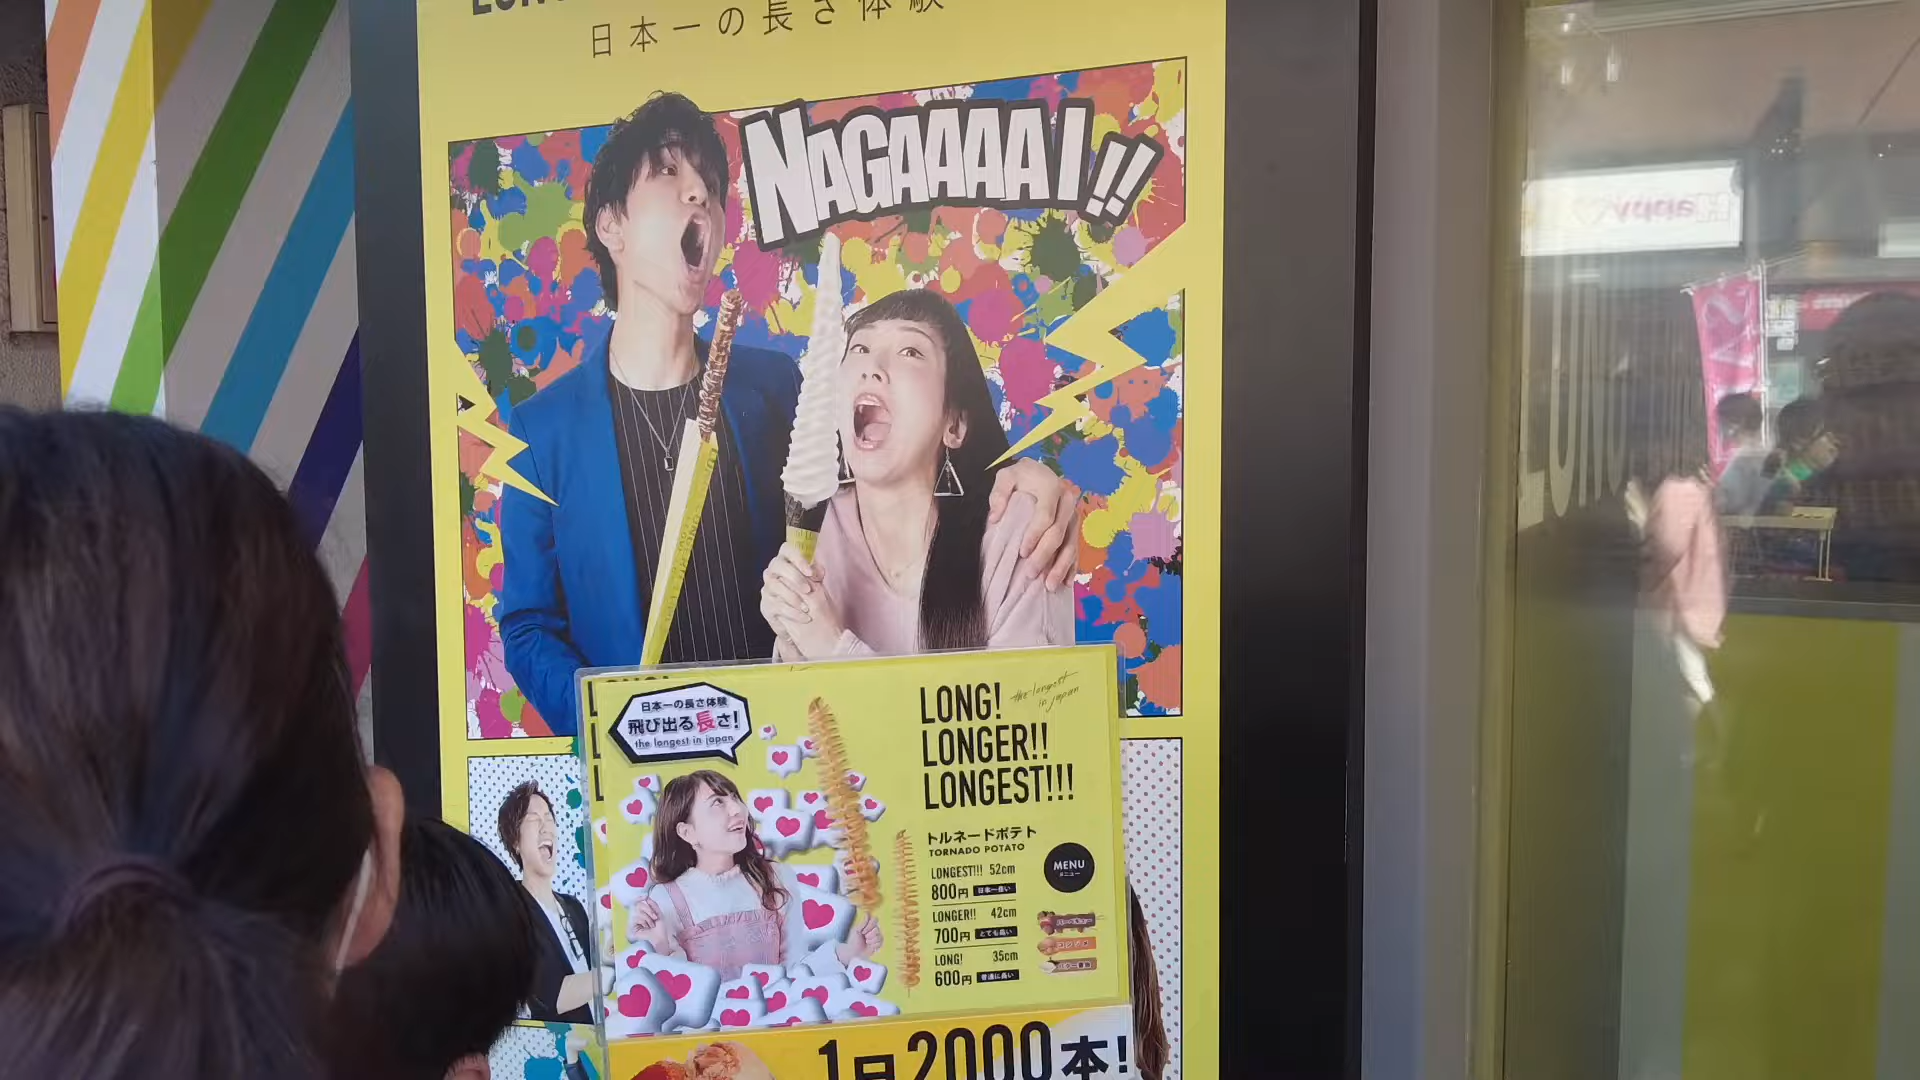 日本一の長さ体験
NAGAAAAI!!
日本一の長さ体験
飛び出る長さ!
the longest in japan
LONG!
LONGER!!
LONGEST!!!
the longest in japan
トルネードポテト
TORNADO POTATO
LONGEST!!! 52cm
800円 日本一長い
LONGER!! 42cm
700円 とても長い
LONG! 35cm
600円 普通に長い
MENU
メニュー
1日2000本!